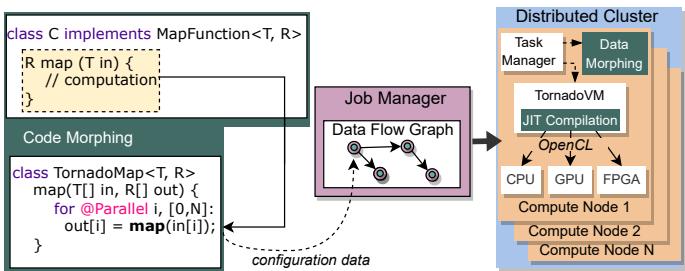 class C implements MapFunction<T, R>
R map (T in) {
// computation
}
Code Morphing
class TornadoMap<T, R>
map(T[] in, R[] out) {
for @Parallel i, [0,N]:
out[i] = map(in[i]);
}
configuration data
Job Manager
Data Flow Graph
Distributed Cluster
Task
Manager
Data
Morphing
TornadoVM
JIT Compilation
OpenCL
CPU
GPU
FPGA
Compute Node 1
Compute Node 2
Compute Node N